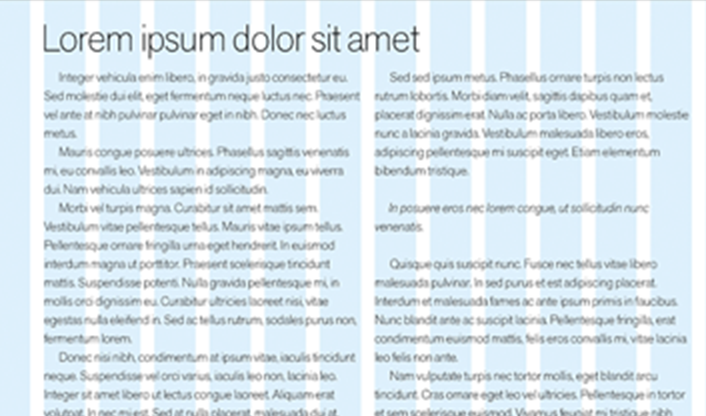 Lorem ipsum dolor sit amet
Integer vehicula enim libero, in gravida justo consectetur eu.
Sed molestie dui elit, eget fermentum neque luctus nec. Praesent
vel ante at nibh pulvinar pulvinar eget in nibh. Donec nec luctus
metus.
Mauris congue posuere ultrices. Phasellus sagittis venenatis
mi, eu convallis leo. Vestibulum in adipiscing magna, eu viverra
dui. Nam vehicula ultrices sapien id sollicitudin.
Morbi vel turpis magna. Curabitur sit amet mattis sem.
Vestibulum vitae pellentesque tellus. Mauris vitae ipsum tellus.
Pellentesque ornare fringilla urna eget hendrerit. In euismod
interdum magna ut porttitor. Praesent scelerisque tincidunt
mattis. Suspendisse potenti. Nulla gravida pellentesque mi, in
mollis orci dignissim eu. Curabitur ultricies laoreet nisi, vitae
egestas nulla eleifend in. Sed ac tellus rutrum, sodales purus non,
fermentum lorem.
Donec nisi nibh, condimentum at ipsum vitae, iaculis tincidunt
neque. Suspendisse vel orci varius, iaculis leo non, lacinia leo.
Integer sit amet libero ut lectus congue laoreet. Aliquam erat
volutpat. In nec mi est. Sed at nulla placerat, malesuada dui at,
Sed sed ipsum metus. Phasellus ornare turpis non lectus
rutrum lobortis. Morbi diam velit, sagittis dapibus quam et,
placerat dignissim erat. Nulla ac porta libero. Vestibulum molestie
nunc a lacinia gravida. Vestibulum malesuada libero eros,
adipiscing pellentesque mi suscipit eget. Etiam elementum
bibendum tristique.
In posuere eros nec lorem congue, ut sollicitudin nunc
venenatis.
Quisque quis suscipit nunc. Fusce nec tellus vitae libero
malesuada pulvinar. In sed purus et est adipiscing placerat.
Interdum et malesuada fames ac ante ipsum primis in faucibus.
Nunc blandit ante ac suscipit lacinia. Pellentesque fringilla, erat
condimentum euismod mattis, felis eros convallis mi, vitae lacinia
leo felis non ante.
Nam vulputate turpis nec tortor mollis, eget blandit arcu
tincidunt. Cras ornare eget leo vel ultricies. Pellentesque in tortor
et sem scelerisque euismod. Vivamus feugiat mi tristique nibh